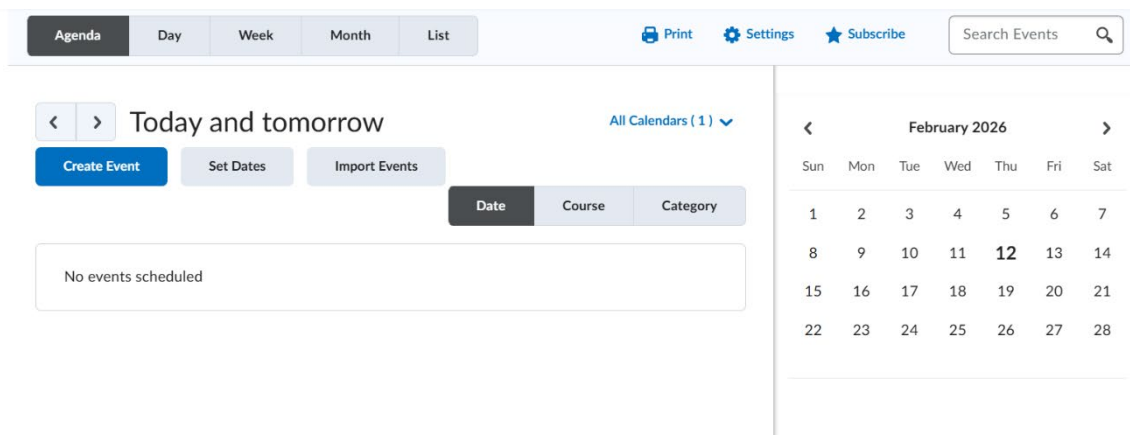 Agenda Day Week Month List Print Settings Subscribe Search Events
Today and tomorrow All Calendars ( 1 )
Create Event Set Dates Import Events
Date Course Category
No events scheduled
February 2026
Sun Mon Tue Wed Thu Fri Sat
1 2 3 4 5 6 7
8 9 10 11 12 13 14
15 16 17 18 19 20 21
22 23 24 25 26 27 28